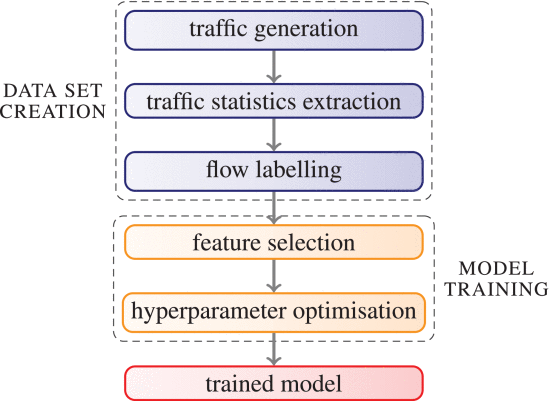 traffic generation
DATA SET
CREATION
traffic statistics extraction
flow labelling
feature selection
MODEL
TRAINING
hyperparameter optimisation
trained model